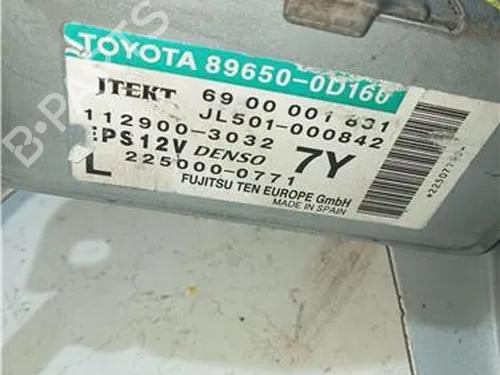 TOYOTA 89650-0D160
JTEKT 69 00 001 831
JL501-000842
112900-3032
EPS12V DENSO 7Y
L 225000-0771
FUJITSU TEN EUROPE GmbH
MADE IN SPAIN